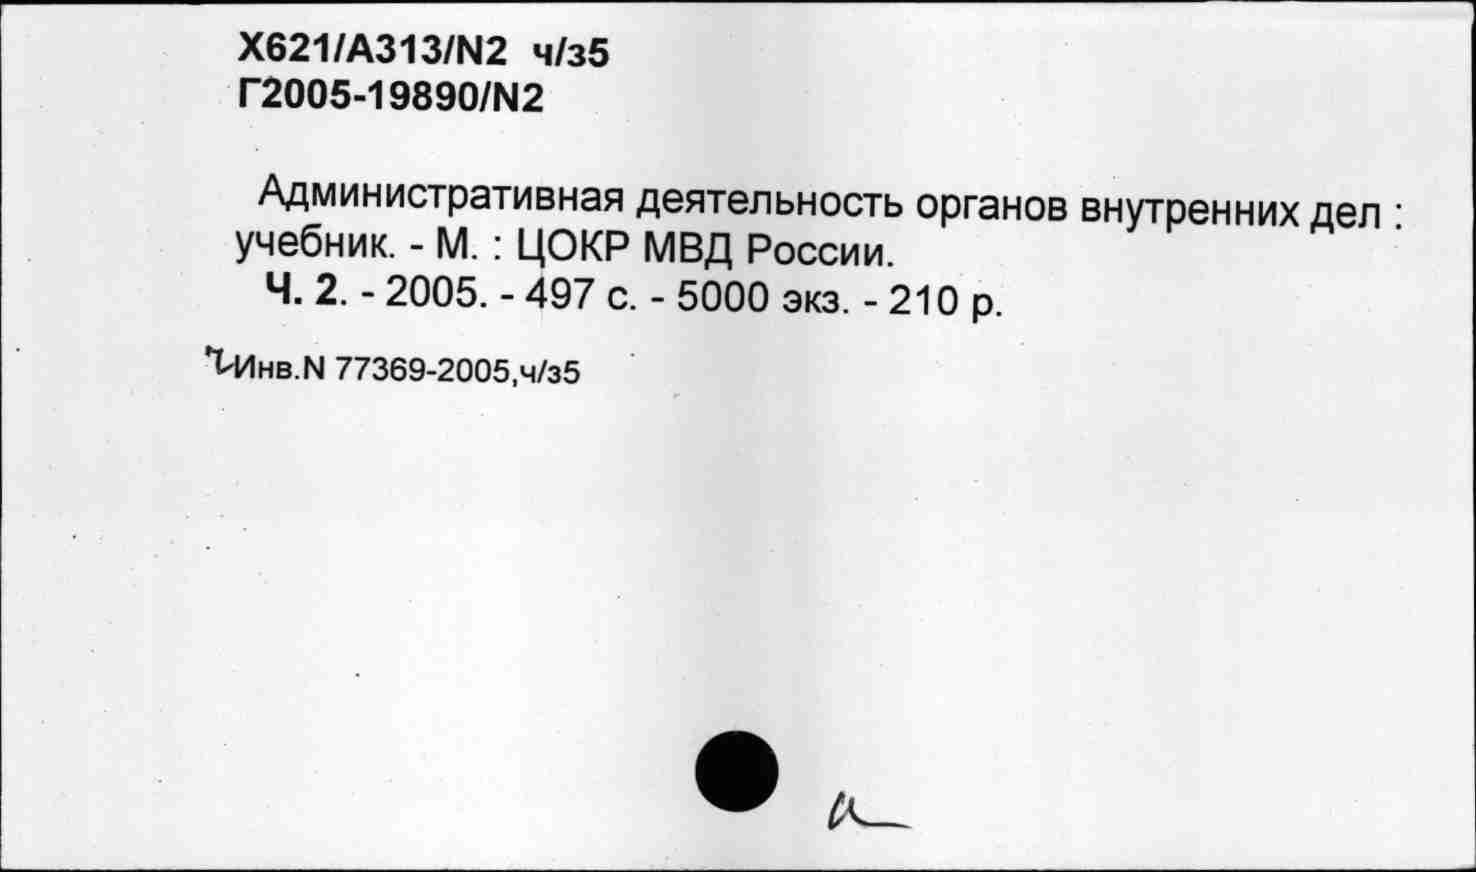 Х621/А313/N2 ч/з5
Г2005-19890/N2
Административная деятельность органов внутренних дел :
учебник. - М. : ЦОКР МВД России.
Ч. 2. - 2005. - 497 с. - 5000 экз. - 210 р.
Инв.N 77369-2005,ч/з5